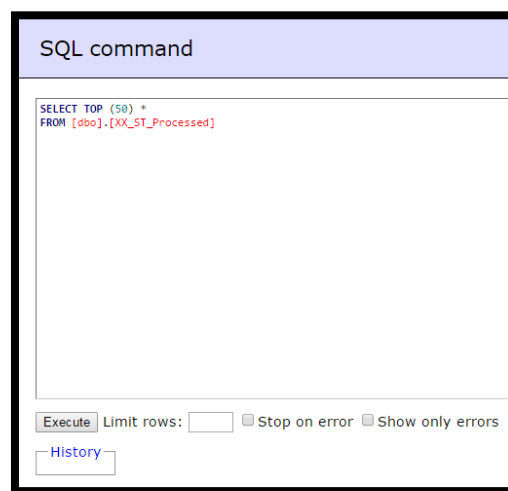 SQL command
SELECT TOP (50) *
FROM [dbo].[XX_ST_Processed]
Execute Limit rows: Stop on error Show only errors
History